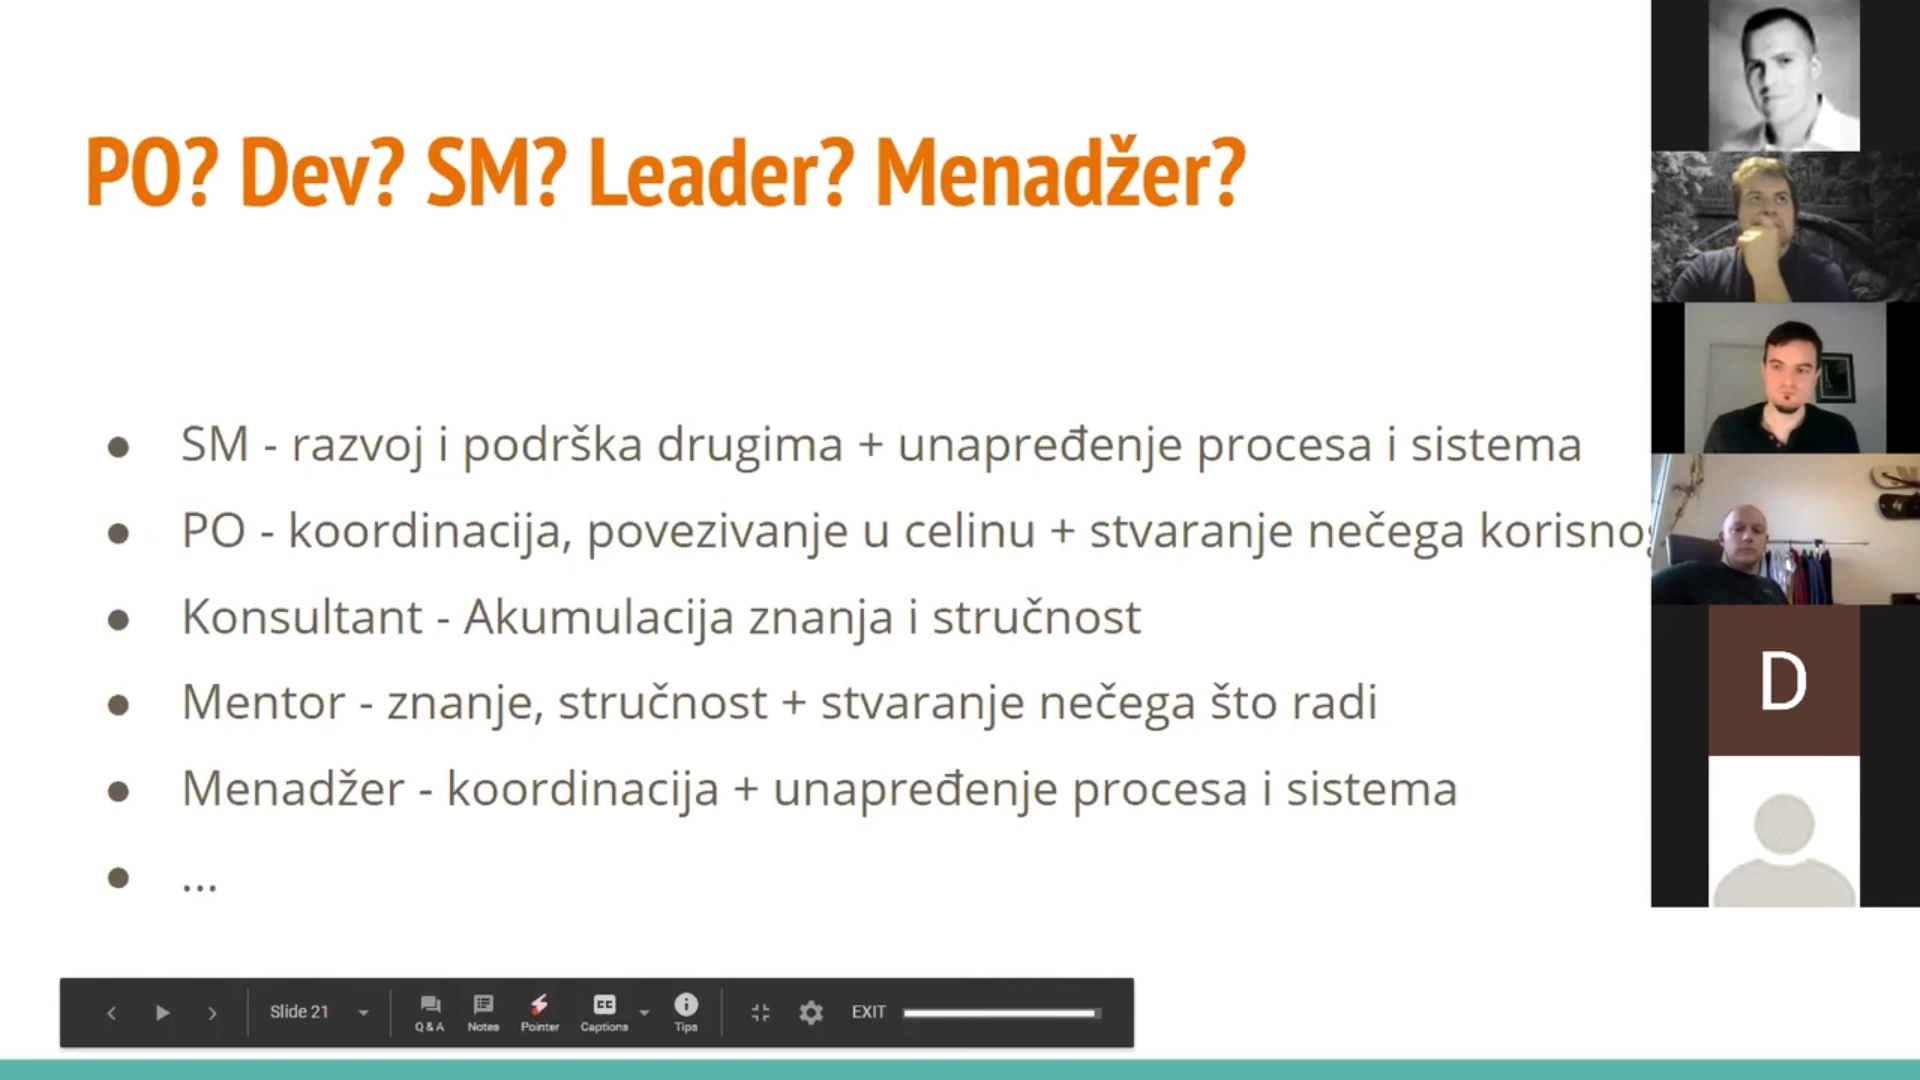 PO? Dev? SM? Leader? Menadžer?
● SM - razvoj i podrška drugima + unapređenje procesa i sistema
● PO - koordinacija, povezivanje u celinu + stvaranje nečega
● Konsultant - Akumulacija znanja i stručnost
● Mentor - znanje, stručnost + stvaranje nečega što radi
● Menadžer - koordinacija + unapređenje procesa i sistema
● ...
D
Slide 21
Q & A
Notes
Pointer
Captions
Tips
EXIT